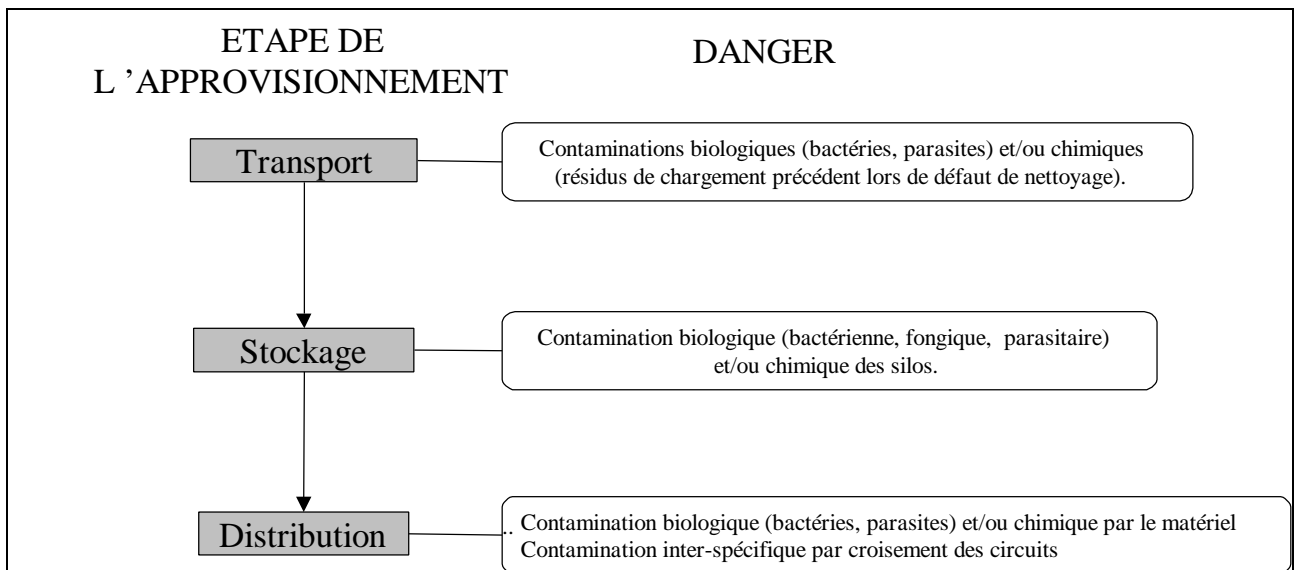 ETAPE DE
L ’APPROVISIONNEMENT
DANGER
Transport
Contaminations biologiques (bactéries, parasites) et/ou chimiques
(résidus de chargement précédent lors de défaut de nettoyage).
Stockage
Contamination biologique (bactérienne, fongique, parasitaire)
et/ou chimique des silos.
Distribution
.. Contamination biologique (bactéries, parasites) et/ou chimique par le matériel
Contamination inter-spécifique par croisement des circuits